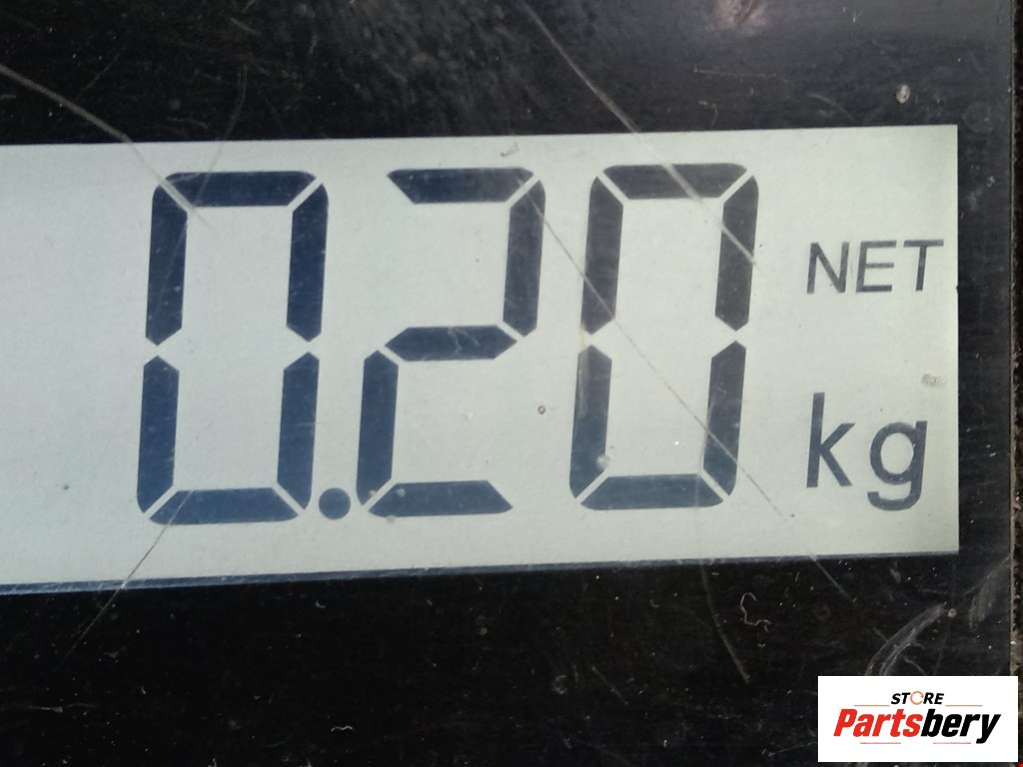 0.20 NET
kg
STORE
Partsbery